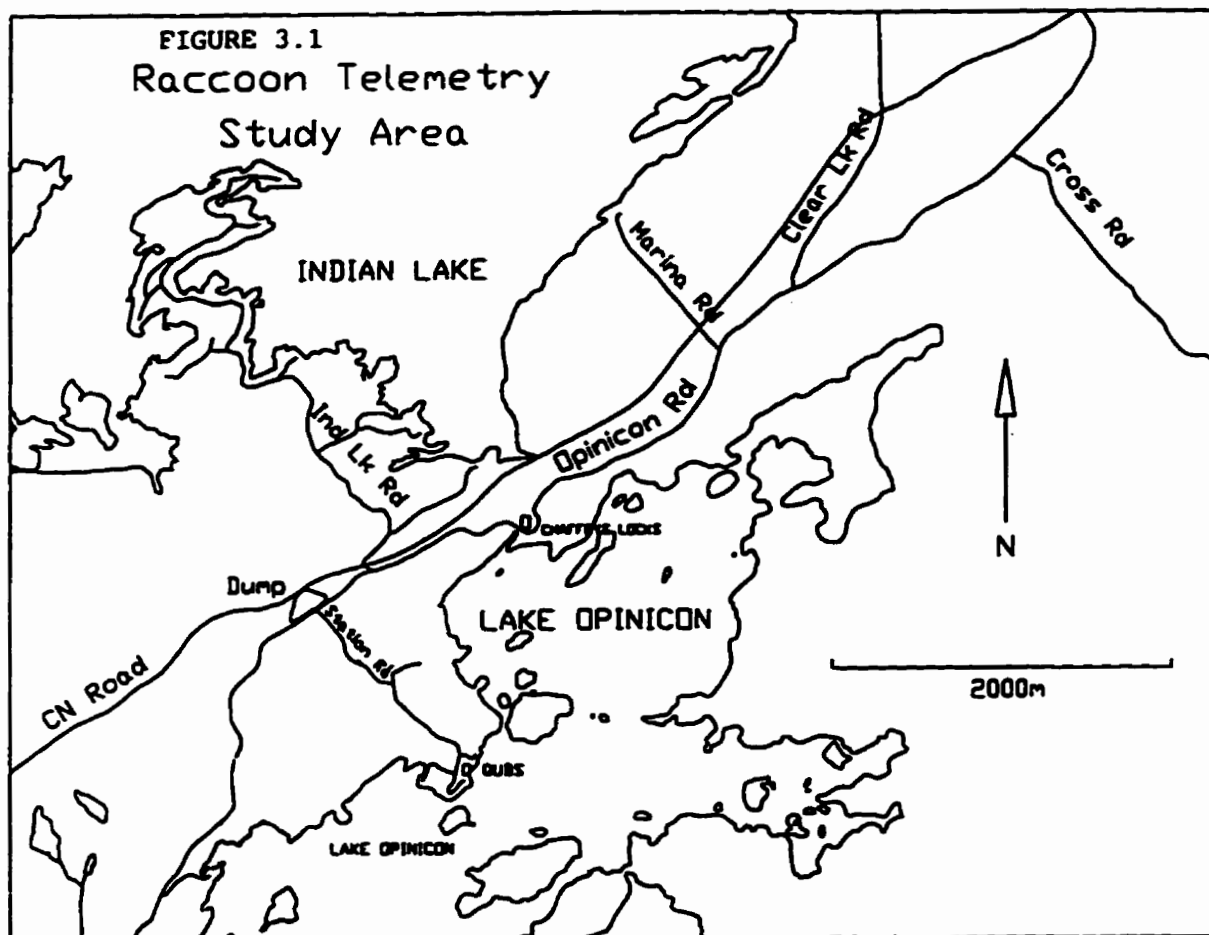 FIGURE 3.1
Raccoon Telemetry
Study Area
INDIAN LAKE
Marina Rd
Clear Lk Rd
Cross Rd
Ind Lk Rd
Opinicon Rd
N
CHAFFEYS LOCKS
Dump
Station Rd
LAKE OPINICON
CN Road
2000m
QUBS
LAKE OPINICON